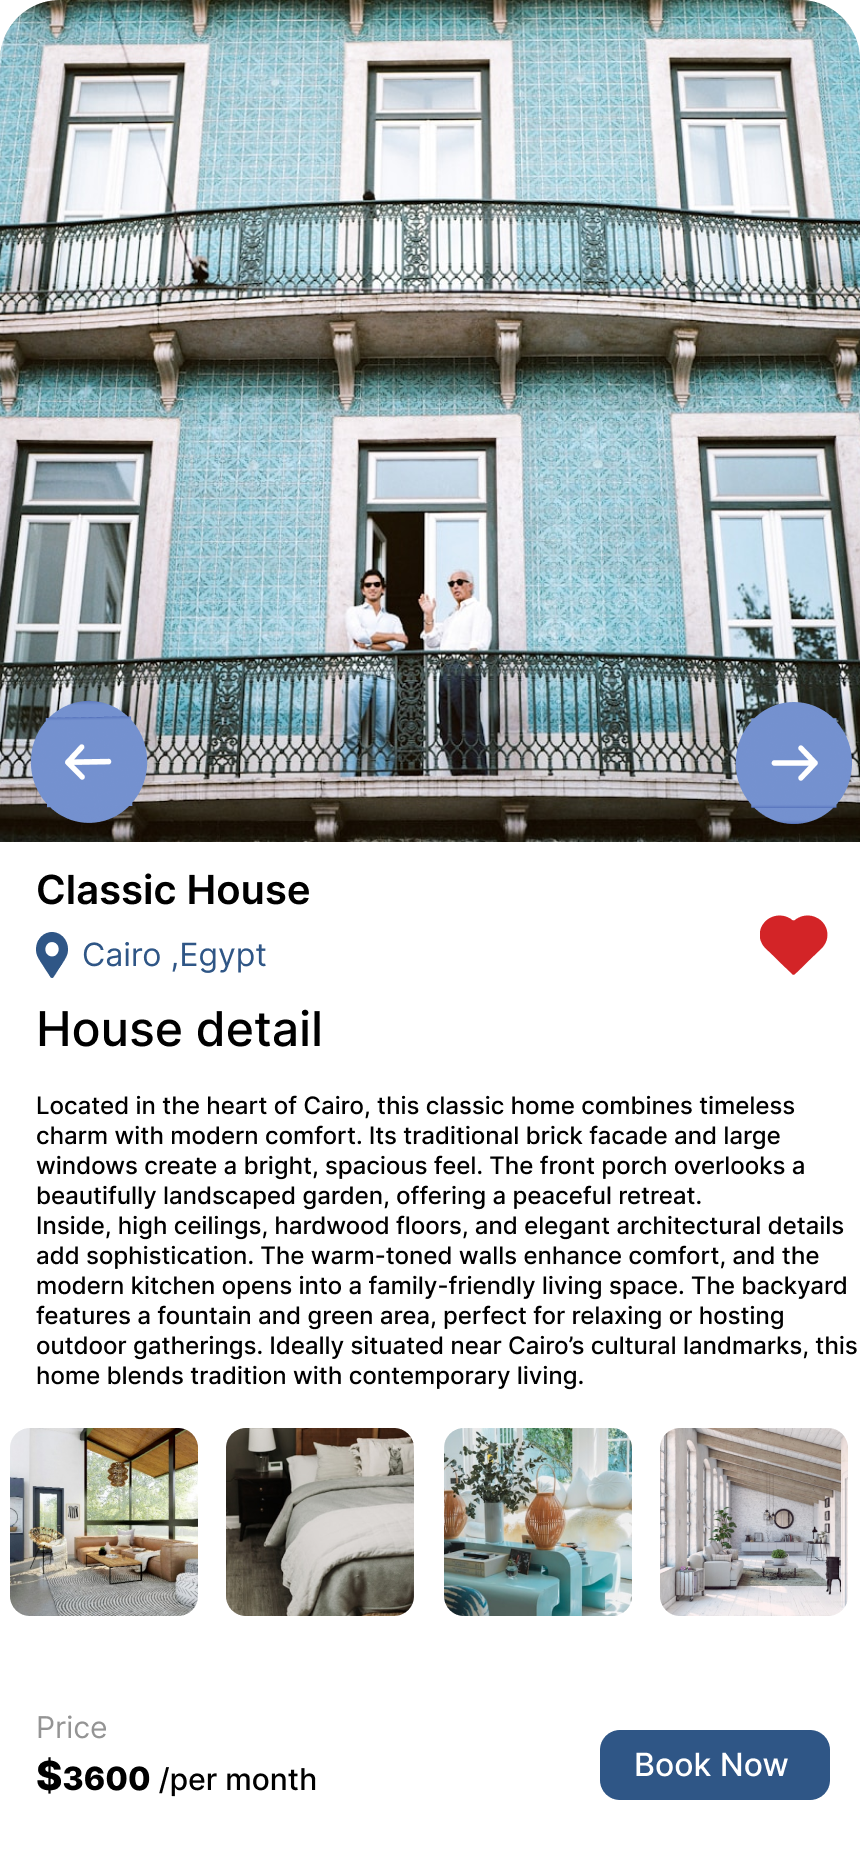 Classic House
Cairo ,Egypt
House detail
Located in the heart of Cairo, this classic home combines timeless
charm with modern comfort. Its traditional brick facade and large
windows create a bright, spacious feel. The front porch overlooks a
beautifully landscaped garden, offering a peaceful retreat.
Inside, high ceilings, hardwood floors, and elegant architectural details
add sophistication. The warm-toned walls enhance comfort, and the
modern kitchen opens into a family-friendly living space. The backyard
features a fountain and green area, perfect for relaxing or hosting
outdoor gatherings. Ideally situated near Cairo’s cultural landmarks, this
home blends tradition with contemporary living.
Price
$3600 /per month
Book Now